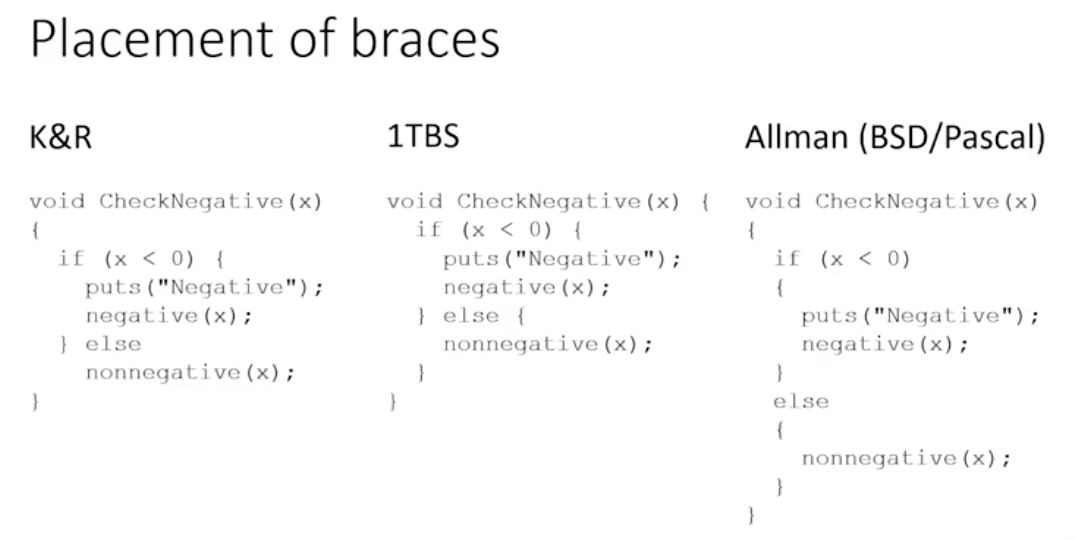 Placement of braces
K&R
void CheckNegative(x)
{
  if (x < 0) {
    puts("Negative");
    negative(x);
  } else
    nonnegative(x);
}
1TBS
void CheckNegative(x) {
  if (x < 0) {
    puts("Negative");
    negative(x);
  } else {
    nonnegative(x);
  }
}
Allman (BSD/Pascal)
void CheckNegative(x)
{
  if (x < 0)
  {
    puts("Negative");
    negative(x);
  }
  else
  {
    nonnegative(x);
  }
}